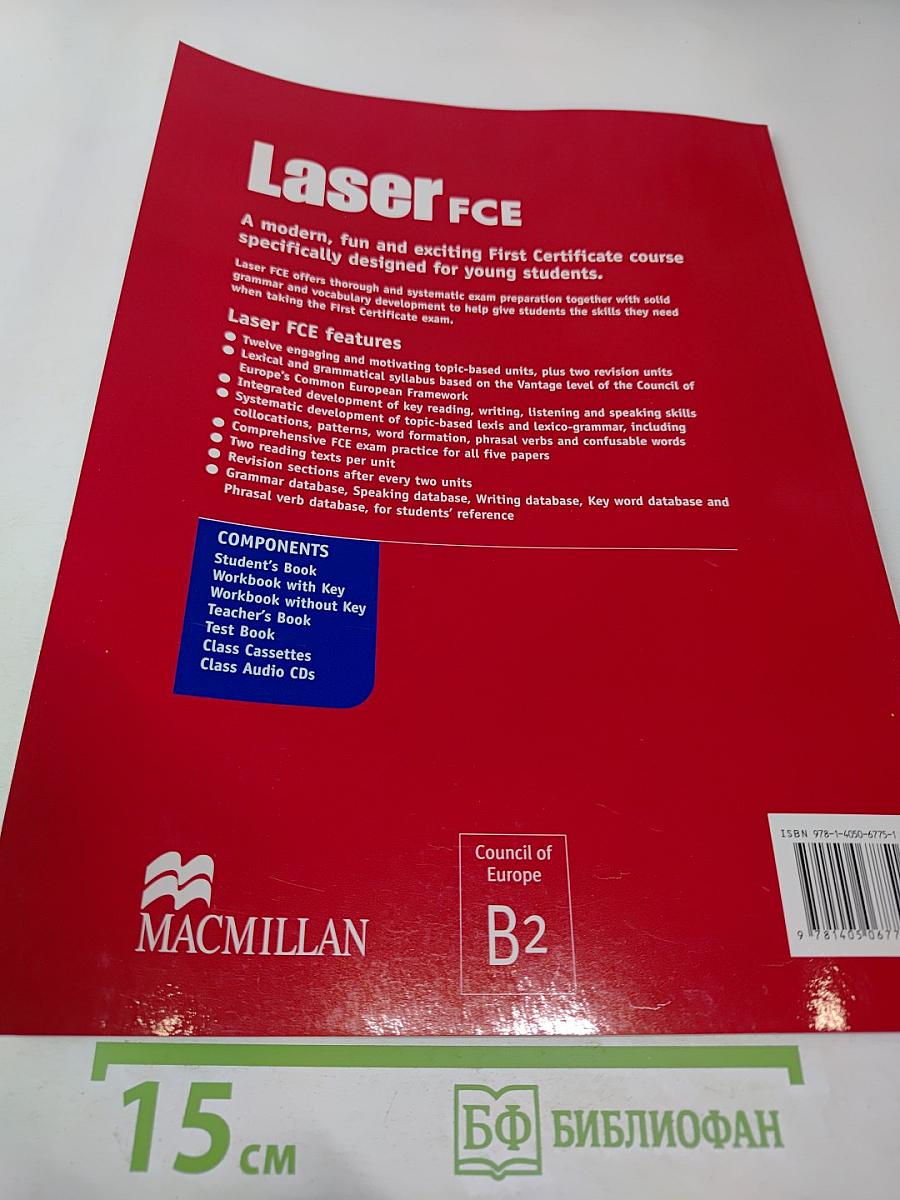 Laser FCE
A modern, fun and exciting First Certificate course
specifically designed for young students.
Laser FCE offers thorough and systematic exam preparation together with solid
grammar and vocabulary development to help give students the skills they need
when taking the First Certificate exam.
Laser FCE features
Twelve engaging and motivating topic-based units, plus two revision units
Lexical and grammatical syllabus based on the Vantage level of the Council of
Europe's Common European Framework
Integrated development of key reading, writing, listening and speaking skills
Systematic development of topic-based lexis and lexico-grammar, including
collocations, patterns, word formation, phrasal verbs and confusable words
Comprehensive FCE exam practice for all five papers
Two reading texts per unit
Revision sections after every two units
Grammar database, Speaking database, Writing database, Key word database and
Phrasal verb database, for students' reference
COMPONENTS
Student's Book
Workbook with Key
Workbook without Key
Teacher's Book
Test Book
Class Cassettes
Class Audio CDs
MACMILLAN
Council of
Europe
B2
ISBN 978-1-4050-6775-1
9 781405 0677
15 см
БФ БИБЛИОФАН